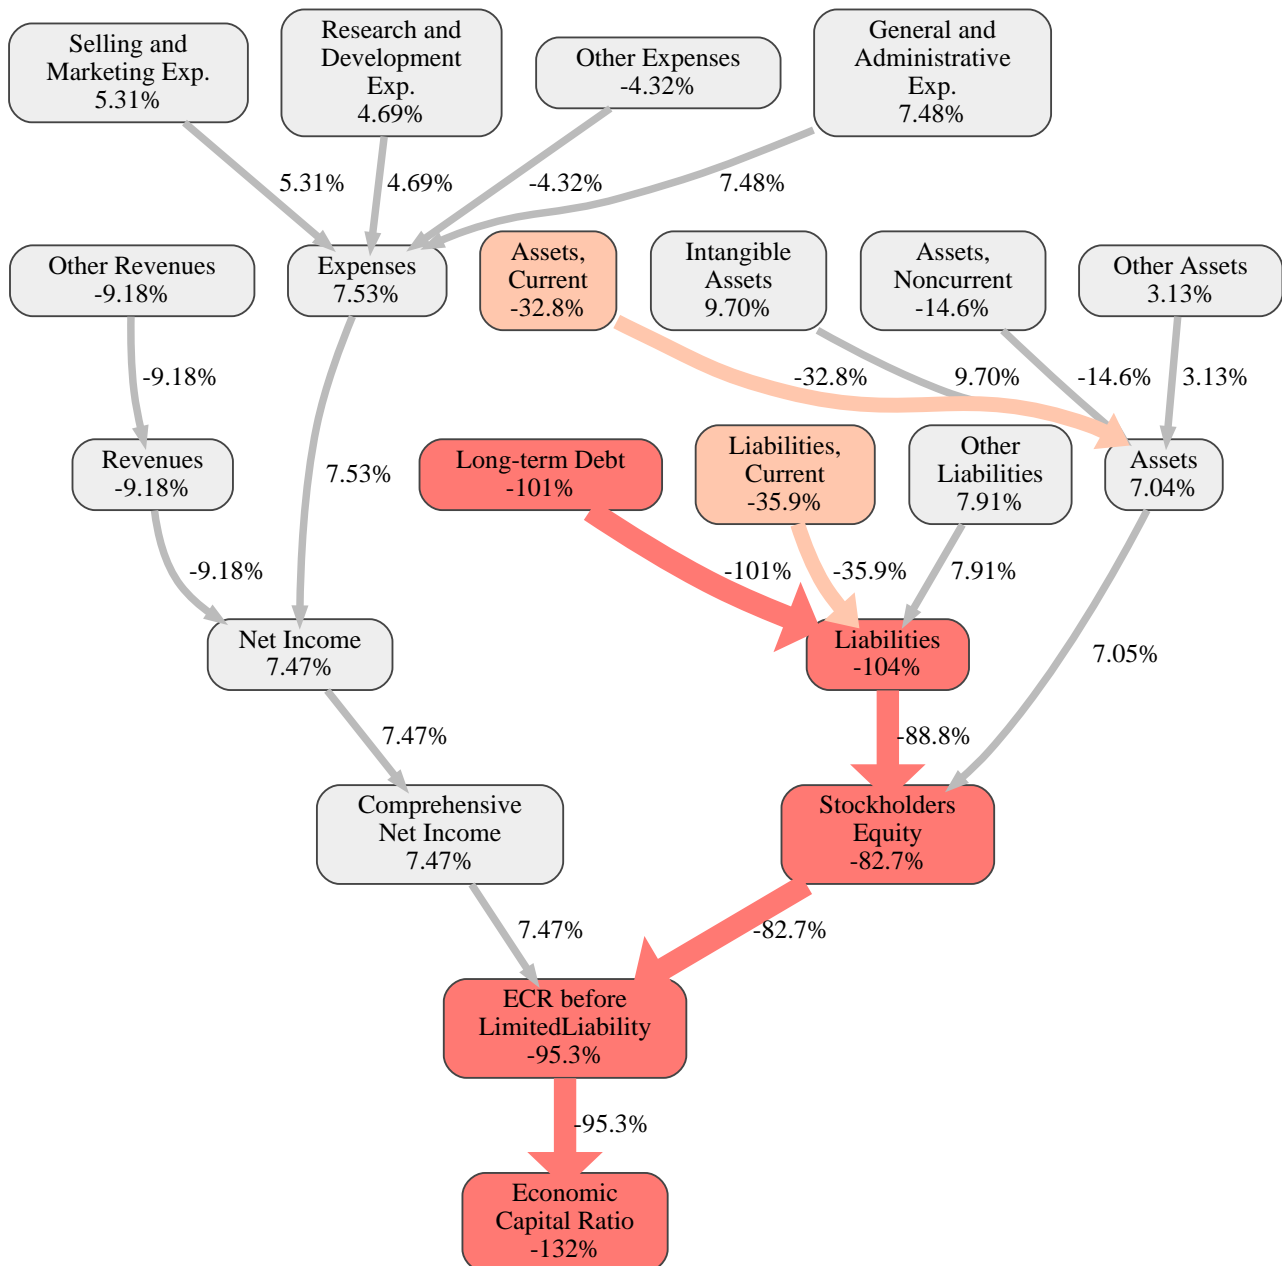 Selling and
Marketing Exp.
5.31%
Research and
Development
Exp.
4.69%
Other Expenses
-4.32%
General and
Administrative
Exp.
7.48%
5.31%
4.69%
-4.32%
7.48%
Other Revenues
-9.18%
Expenses
7.53%
Assets,
Current
-32.8%
Intangible
Assets
9.70%
Assets,
Noncurrent
-14.6%
Other Assets
3.13%
-9.18%
-32.8%
9.70%
-14.6%
3.13%
Revenues
-9.18%
7.53%
Long-term Debt
-101%
Liabilities,
Current
-35.9%
Other
Liabilities
7.91%
Assets
7.04%
-9.18%
-101%
-35.9%
7.91%
Net Income
7.47%
Liabilities
-104%
7.05%
7.47%
-88.8%
Comprehensive
Net Income
7.47%
Stockholders
Equity
-82.7%
7.47%
-82.7%
ECR before
LimitedLiability
-95.3%
-95.3%
Economic
Capital Ratio
-132%